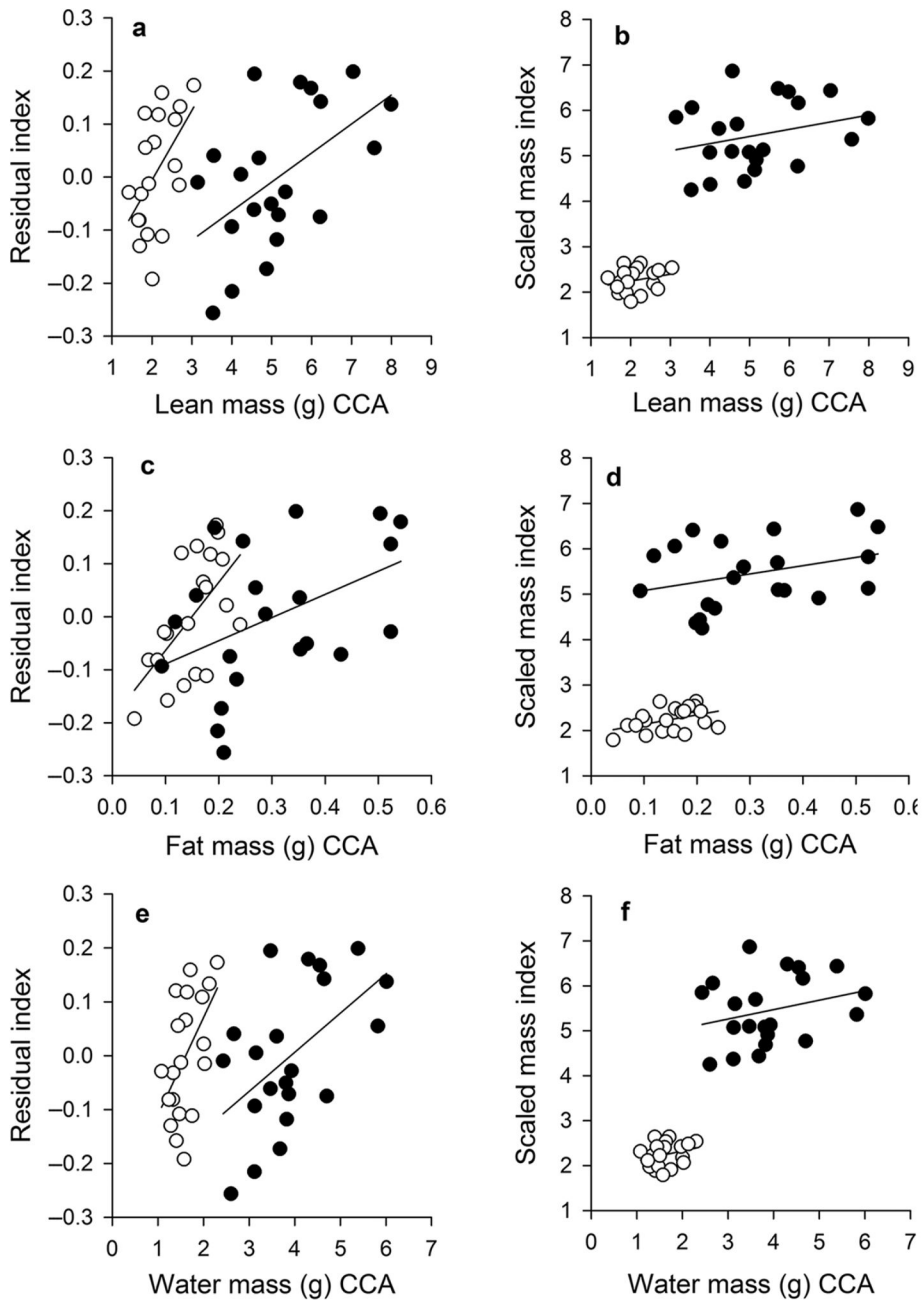 a
0.3
0.2
0.1
0.0
–0.1
–0.2
–0.3
Residual index
1 2 3 4 5 6 7 8 9
Lean mass (g) CCA
b
8
7
6
5
4
3
2
1
Scaled mass index
1 2 3 4 5 6 7 8 9
Lean mass (g) CCA
c
0.3
0.2
0.1
0.0
–0.1
–0.2
–0.3
Residual index
0.0 0.1 0.2 0.3 0.4 0.5 0.6
Fat mass (g) CCA
d
8
7
6
5
4
3
2
1
Scaled mass index
0.0 0.1 0.2 0.3 0.4 0.5 0.6
Fat mass (g) CCA
e
0.3
0.2
0.1
0.0
–0.1
–0.2
–0.3
Residual index
0 1 2 3 4 5 6 7
Water mass (g) CCA
f
8
7
6
5
4
3
2
1
Scaled mass index
0 1 2 3 4 5 6 7
Water mass (g) CCA